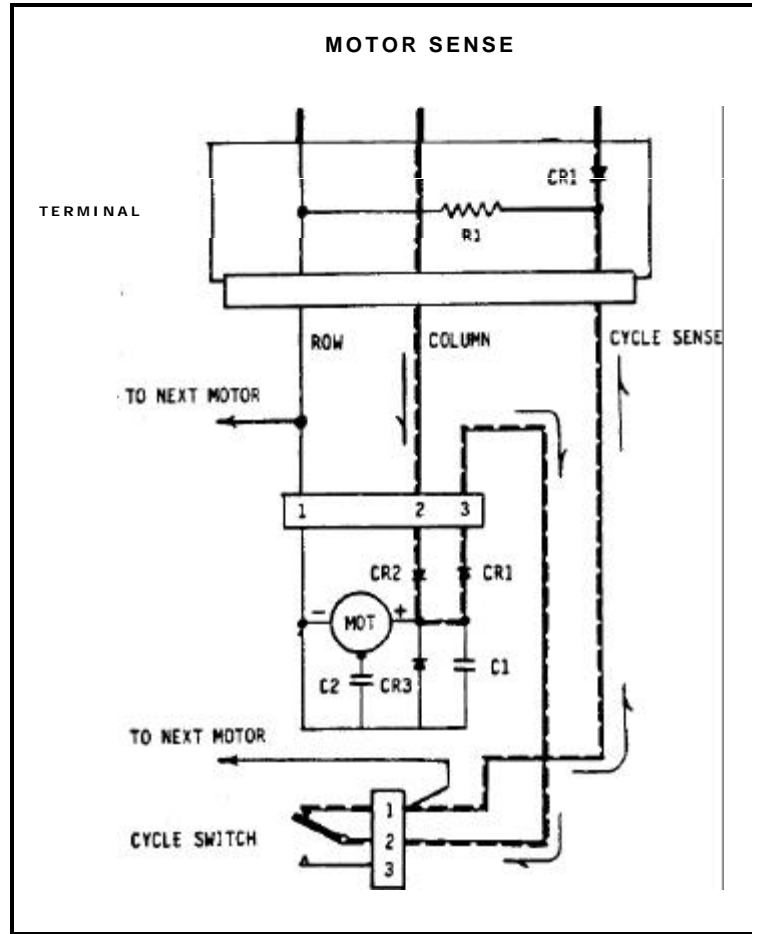 MOTOR SENSE
CR1
TERMINAL
R1
ROW COLUMN CYCLE SENSE
TO NEXT MOTOR
1 2 3
CR2 CR1
- MOT +
C2 CR3 C1
TO NEXT MOTOR
1
CYCLE SWITCH 2
3